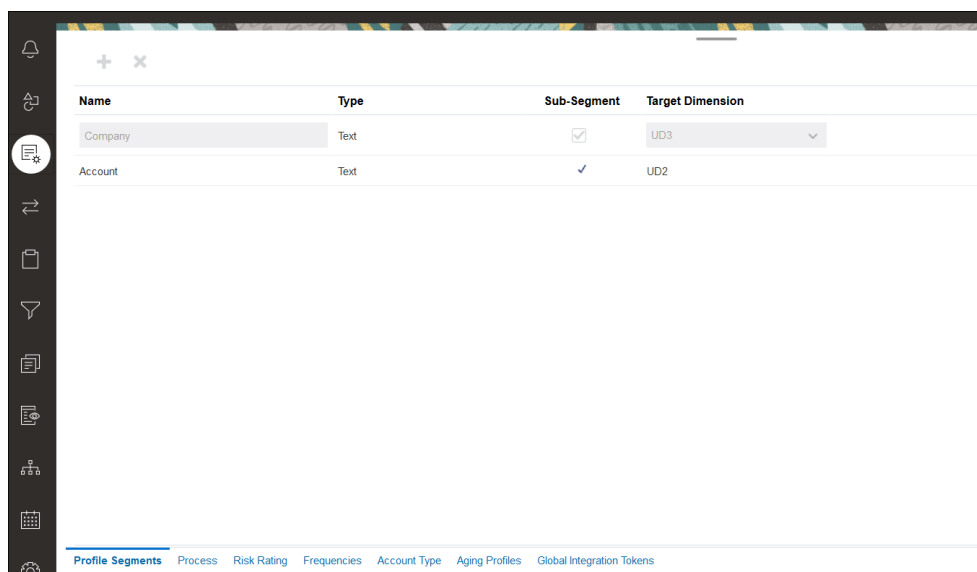 Name Type Sub-Segment Target Dimension
Company Text UD3
Account Text UD2
Profile Segments Process Risk Rating Frequencies Account Type Aging Profiles Global Integration Tokens